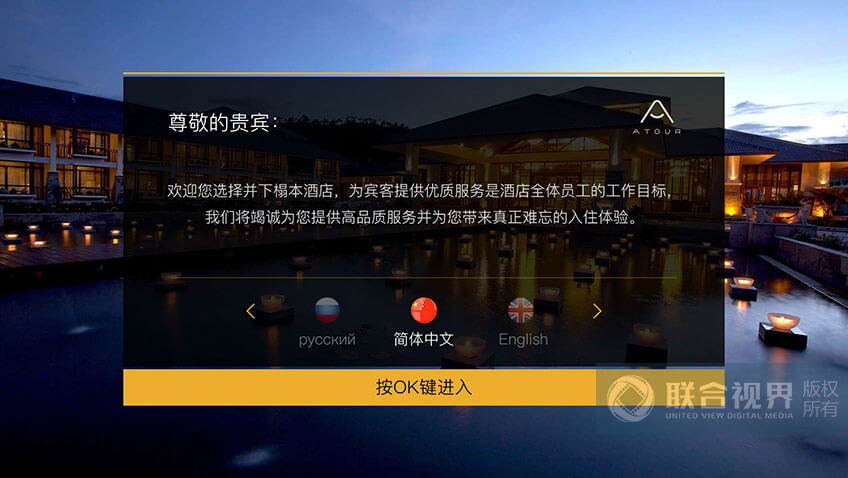 尊敬的贵宾：
ATOUR
欢迎您选择并下榻本酒店，为宾客提供优质服务是酒店全体员工的工作目标，
我们将竭诚为您提供高品质服务并为您带来真正难忘的入住体验。
русский
简体中文
English
按OK键进入
联合视界
UNITED VIEW DIGITAL MEDIA
版权
所有